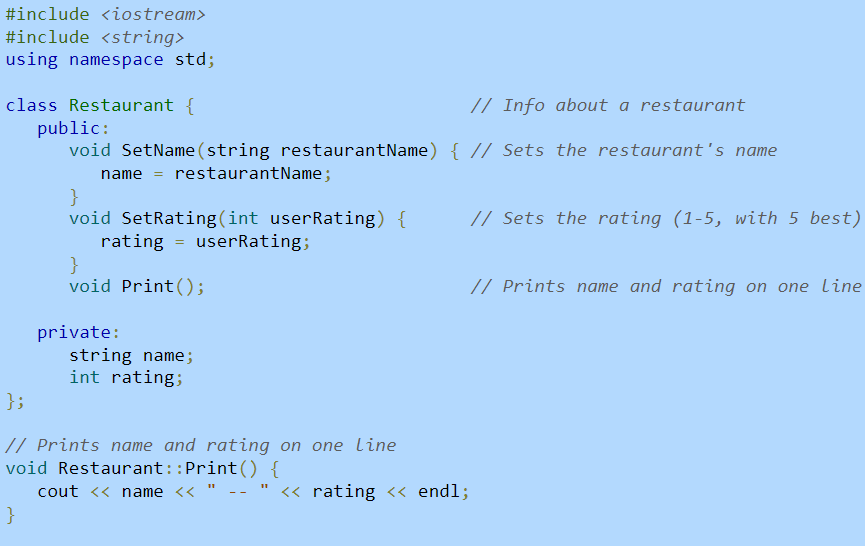 #include <iostream>
#include <string>
using namespace std;
class Restaurant { // Info about a restaurant
public:
void SetName(string restaurantName) { // Sets the restaurant's name
name = restaurantName;
}
void SetRating(int userRating) { // Sets the rating (1-5, with 5 best)
rating = userRating;
}
void Print(); // Prints name and rating on one line
private:
string name;
int rating;
};
// Prints name and rating on one line
void Restaurant::Print() {
cout << name << " -- " << rating << endl;
}